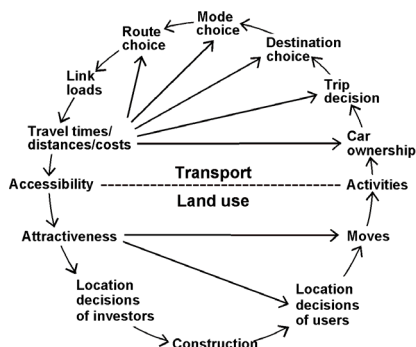 Mode
choice
Route
choice
Destination
choice
Link
loads
Trip
decision
Travel times/
distances/costs
Car
ownership
Transport
Accessibility
Activities
Land use
Attractiveness
Moves
Location
decisions
of investors
Location
decisions
of users
Construction